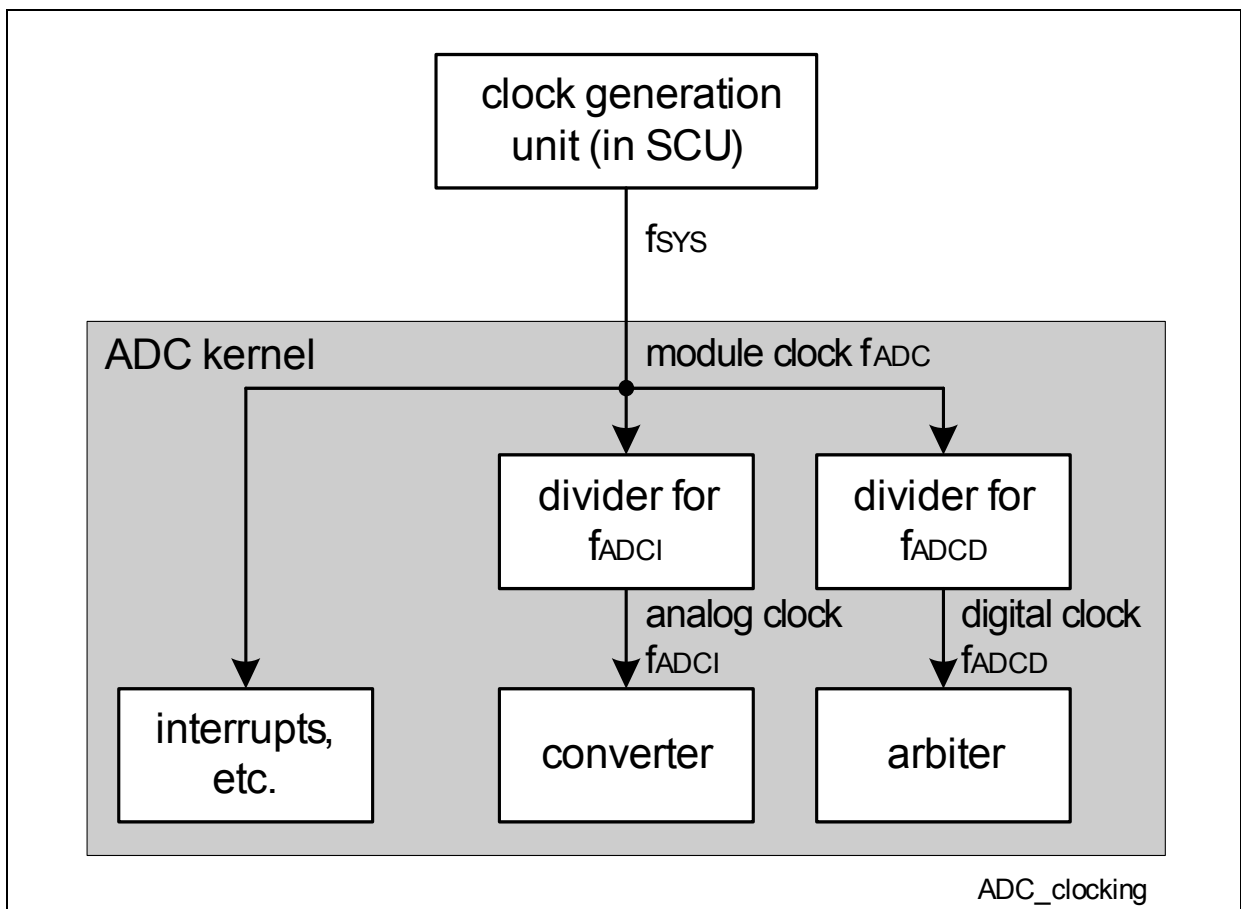 clock generation
unit (in SCU)
fSYS
ADC kernel
module clock fADC
divider for
fADCI
divider for
fADCD
analog clock
fADCI
digital clock
fADCD
interrupts,
etc.
converter
arbiter
ADC_clocking